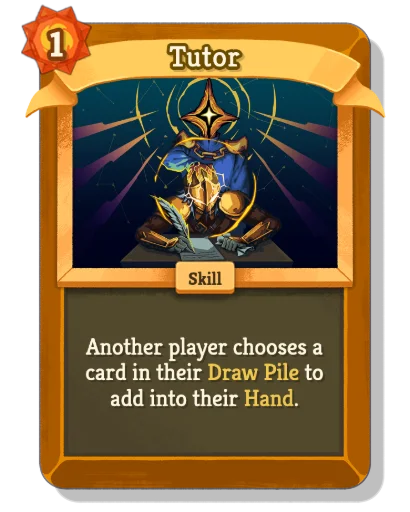 1
Tutor
Skill
Another player chooses a
card in their Draw Pile to
add into their Hand.